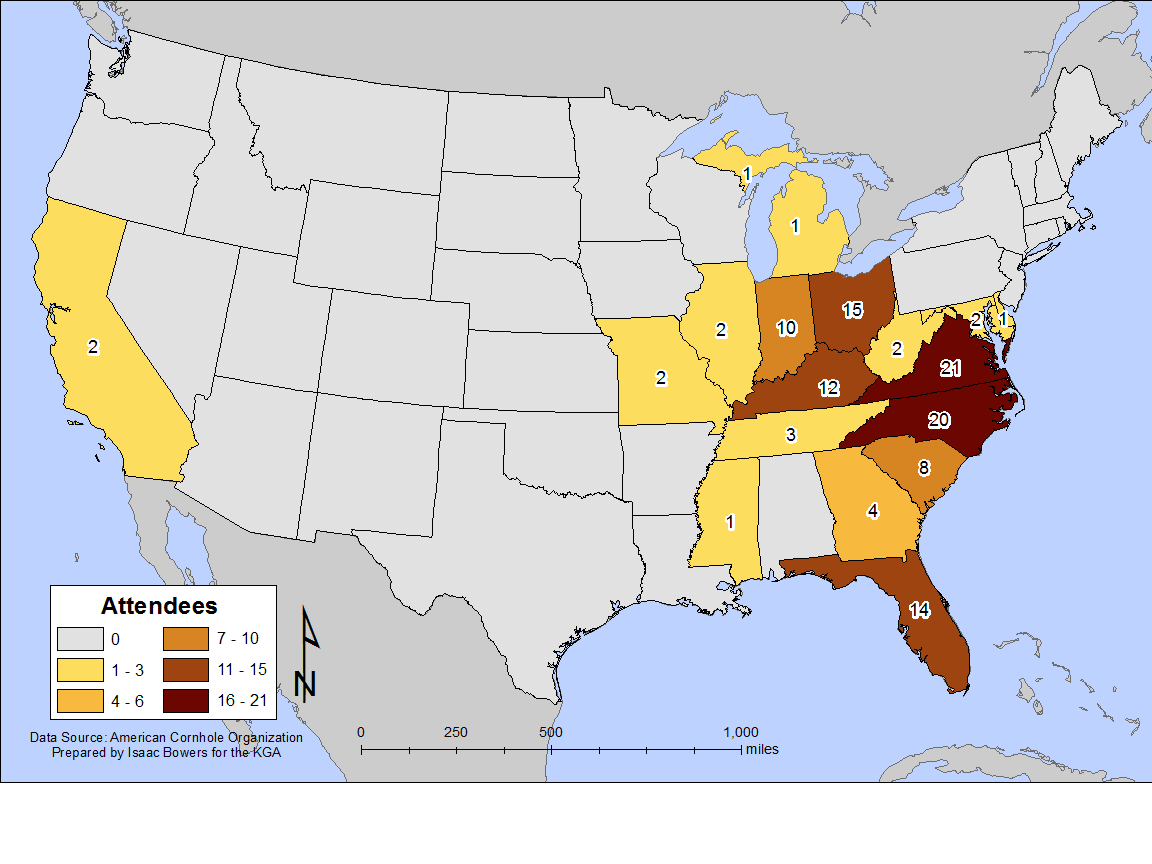 1
1
2
10
15
2
2
1
2
2
12
21
3
20
8
1
4
14
Attendees
0
7 - 10
1 - 3
11 - 15
4 - 6
16 - 21
N
Data Source: American Cornhole Organization
Prepared by Isaac Bowers for the KGA
0 250 500 1,000
miles